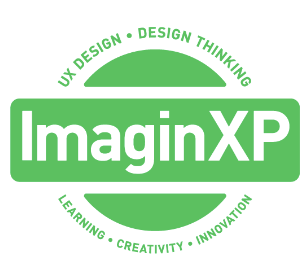 UX DESIGN • DESIGN THINKING
ImaginXP
LEARNING • CREATIVITY • INNOVATION